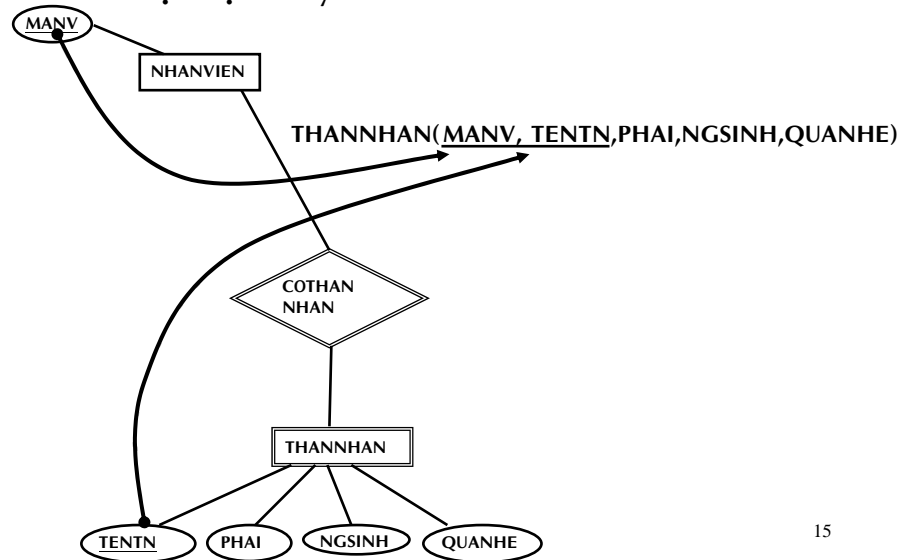 MANV
NHANVIEN
THANNHAN(MANV, TENTN,PHAI,NGSINH,QUANHE)
COTHAN
NHAN
THANNHAN
TENTN
PHAI
NGSINH
QUANHE
15